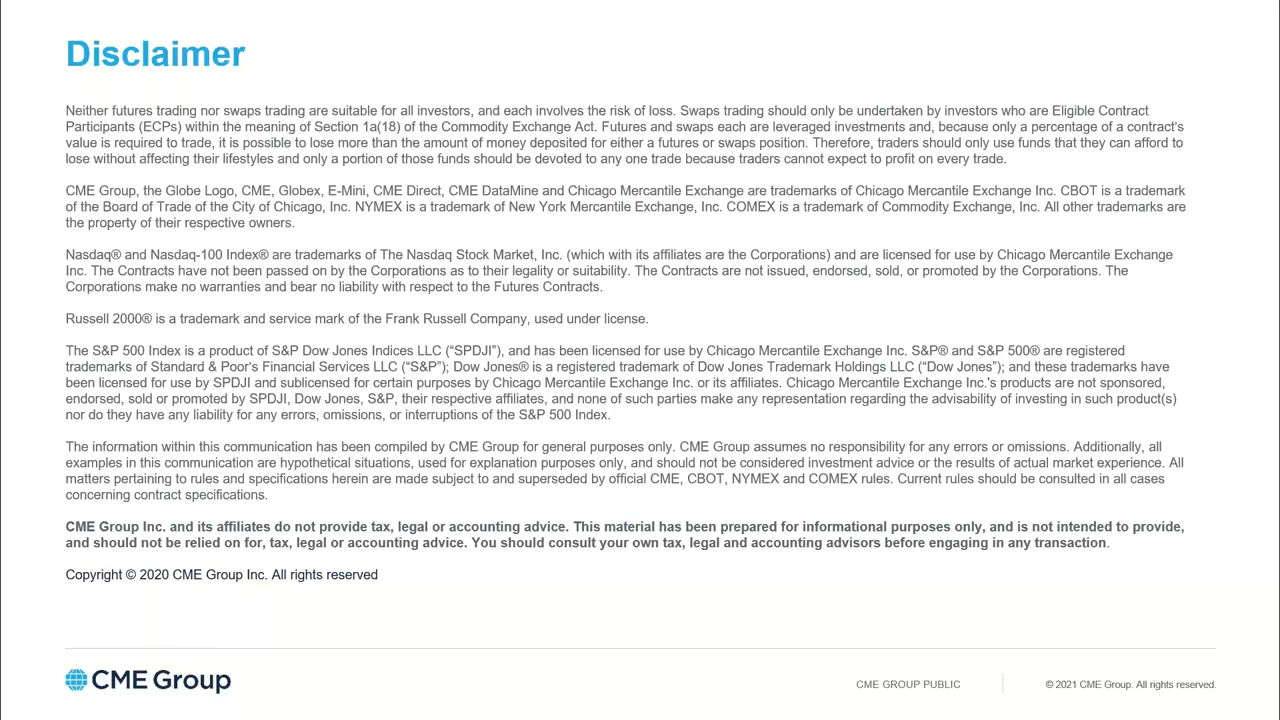 Disclaimer
Neither futures trading nor swaps trading are suitable for all investors, and each involves the risk of loss. Swaps trading should only be undertaken by investors who are Eligible Contract
Participants (ECPs) within the meaning of Section 1a(18) of the Commodity Exchange Act. Futures and swaps each are leveraged investments and, because only a percentage of a contract's
value is required to trade, it is possible to lose more than the amount of money deposited for either a futures or swaps position. Therefore, traders should only use funds that they can afford to
lose without affecting their lifestyles and only a portion of those funds should be devoted to any one trade because traders cannot expect to profit on every trade.
CME Group, the Globe Logo, CME, Globex, E-Mini, CME Direct, CME DataMine and Chicago Mercantile Exchange are trademarks of Chicago Mercantile Exchange Inc. CBOT is a trademark
of the Board of Trade of the City of Chicago, Inc. NYMEX is a trademark of New York Mercantile Exchange, Inc. COMEX is a trademark of Commodity Exchange, Inc. All other trademarks are
the property of their respective owners.
Nasdaq® and Nasdaq-100 Index® are trademarks of The Nasdaq Stock Market, Inc. (which with its affiliates are the Corporations) and are licensed for use by Chicago Mercantile Exchange
Inc. The Contracts have not been passed on by the Corporations as to their legality or suitability. The Contracts are not issued, endorsed, sold, or promoted by the Corporations. The
Corporations make no warranties and bear no liability with respect to the Futures Contracts.
Russell 2000® is a trademark and service mark of the Frank Russell Company, used under license.
The S&P 500 Index is a product of S&P Dow Jones Indices LLC (“SPDJI”), and has been licensed for use by Chicago Mercantile Exchange Inc. S&P® and S&P 500® are registered
trademarks of Standard & Poor's Financial Services LLC (“S&P”); Dow Jones® is a registered trademark of Dow Jones Trademark Holdings LLC (“Dow Jones”); and these trademarks have
been licensed for use by SPDJI and sublicensed for certain purposes by Chicago Mercantile Exchange Inc. or its affiliates. Chicago Mercantile Exchange Inc.'s products are not sponsored,
endorsed, sold or promoted by SPDJI, Dow Jones, S&P, their respective affiliates, and none of such parties make any representation regarding the advisability of investing in such product(s)
nor do they have any liability for any errors, omissions, or interruptions of the S&P 500 Index.
The information within this communication has been compiled by CME Group for general purposes only. CME Group assumes no responsibility for any errors or omissions. Additionally, all
examples in this communication are hypothetical situations, used for explanation purposes only, and should not be considered investment advice or the results of actual market experience. All
matters pertaining to rules and specifications herein are made subject to and superseded by official CME, CBOT, NYMEX and COMEX rules. Current rules should be consulted in all cases
concerning contract specifications.
CME Group Inc. and its affiliates do not provide tax, legal or accounting advice. This material has been prepared for informational purposes only, and is not intended to provide,
and should not be relied on for, tax, legal or accounting advice. You should consult your own tax, legal and accounting advisors before engaging in any transaction.
Copyright © 2020 CME Group Inc. All rights reserved
CME Group
CME GROUP PUBLIC
© 2021 CME Group. All rights reserved.